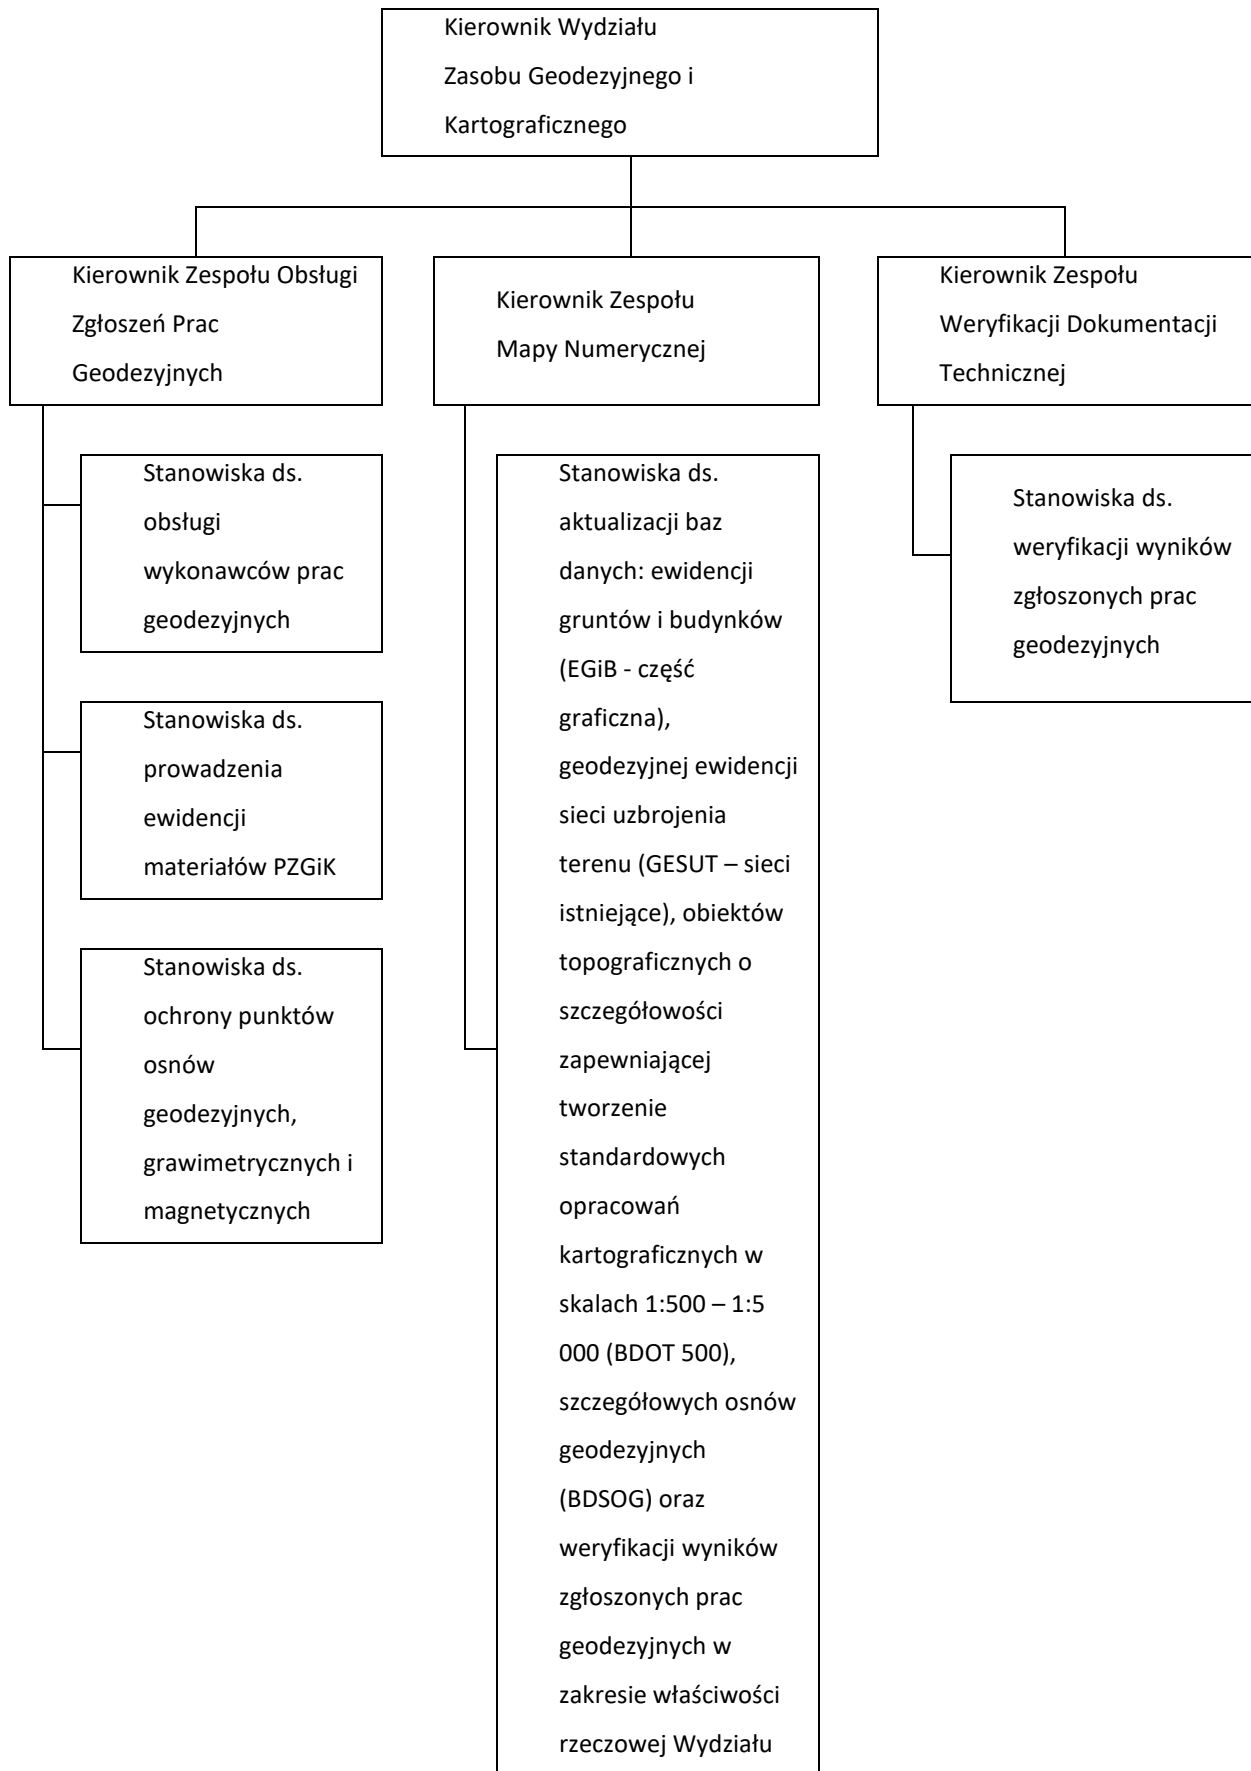 Kierownik Wydziału
Zasobu Geodezyjnego i
Kartograficznego
Kierownik Zespołu Obsługi
Zgłoszeń Prac
Geodezyjnych
Stanowiska ds.
obsługi
wykonawców prac
geodezyjnych
Stanowiska ds.
prowadzenia
ewidencji
materiałów PZGiK
Stanowiska ds.
ochrony punktów
osnów
geodezyjnych,
grawimetrycznych i
magnetycznych
Kierownik Zespołu
Mapy Numerycznej
Stanowiska ds.
aktualizacji baz
danych: ewidencji
gruntów i budynków
(EGiB - część
graficzna),
geodezyjnej ewidencji
sieci uzbrojenia
terenu (GESUT – sieci
istniejące), obiektów
topograficznych o
szczegółowości
zapewniającej
tworzenie
standardowych
opracowań
kartograficznych w
skalach 1:500 – 1:5
000 (BDOT 500),
szczegółowych osnów
geodezyjnych
(BDSOG) oraz
weryfikacji wyników
zgłoszonych prac
geodezyjnych w
zakresie właściwości
rzeczowej Wydziału
Kierownik Zespołu
Weryfikacji Dokumentacji
Technicznej
Stanowiska ds.
weryfikacji wyników
zgłoszonych prac
geodezyjnych